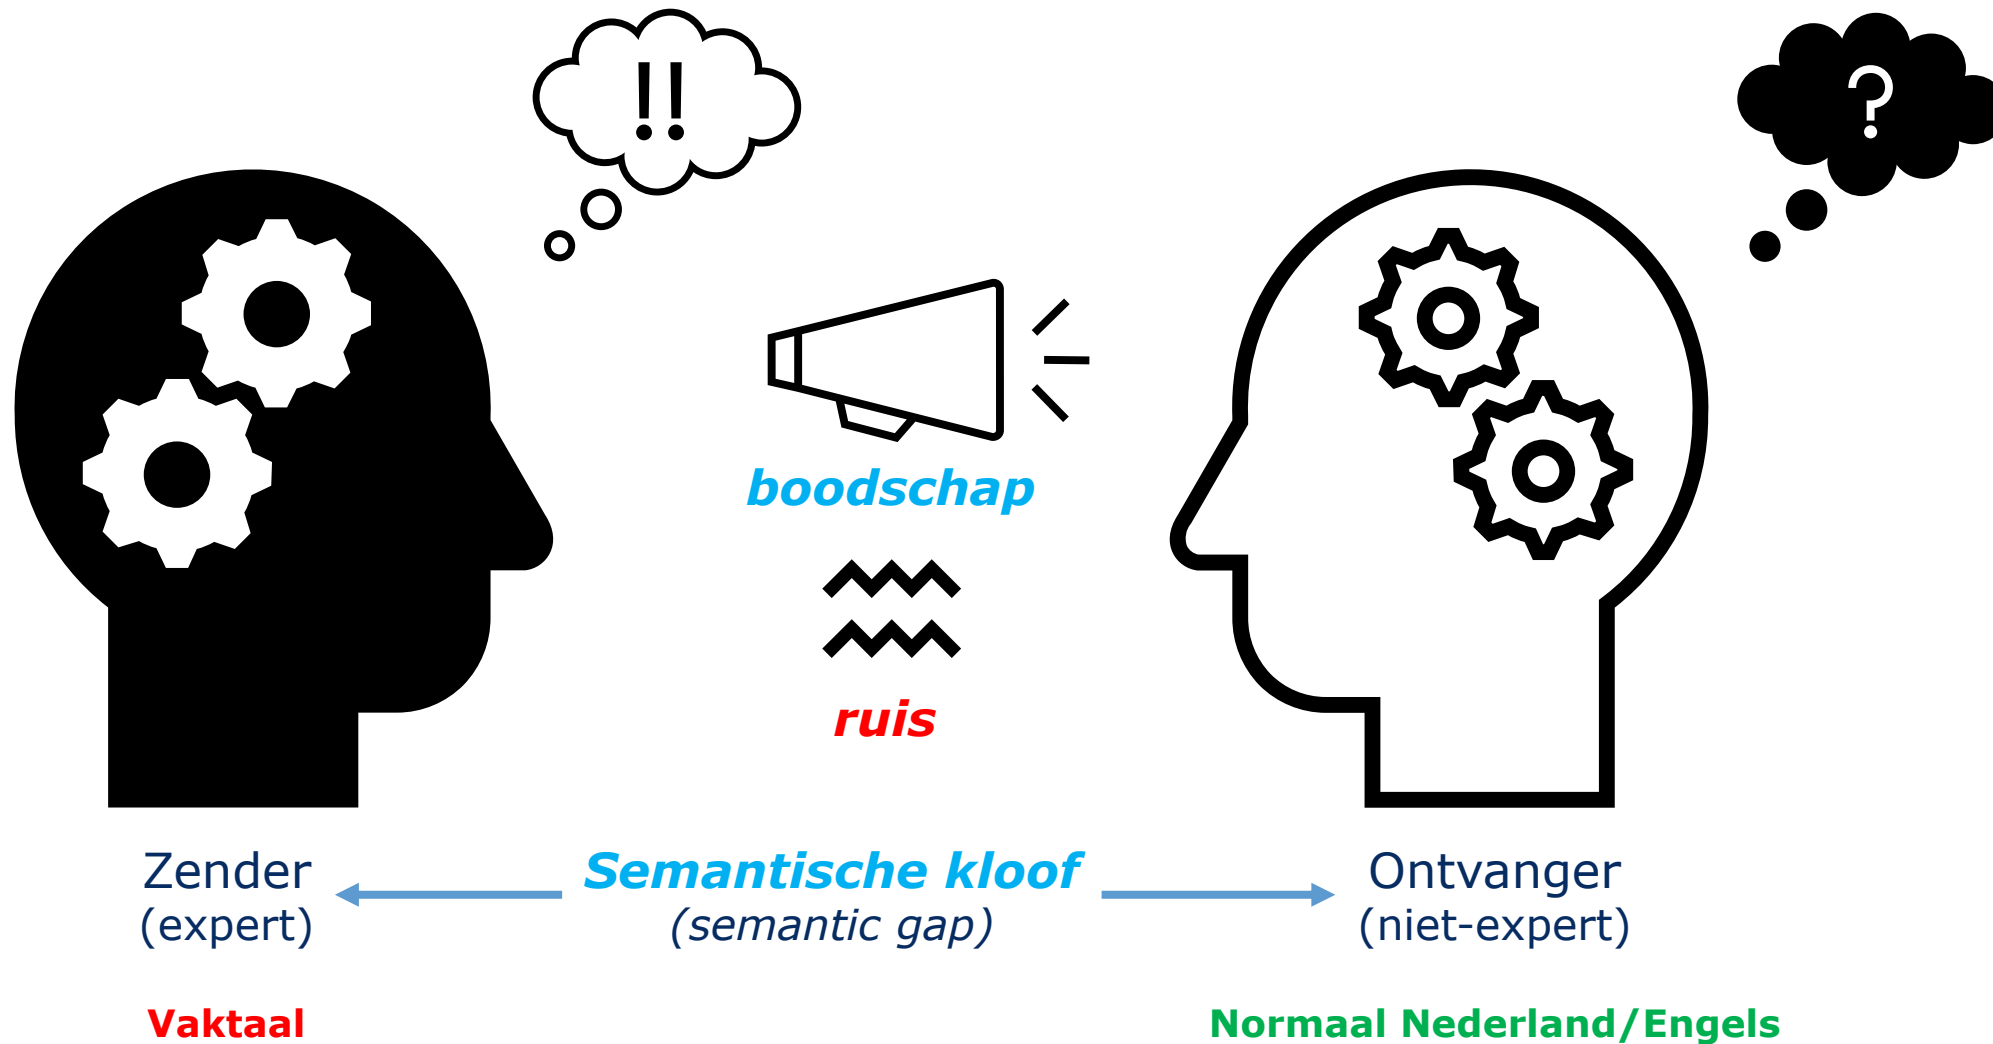 !!
?
boodschap
ruis
Zender
(expert)
Semantische kloof
(semantic gap)
Ontvanger
(niet-expert)
Vaktaal
Normaal Nederland/Engels